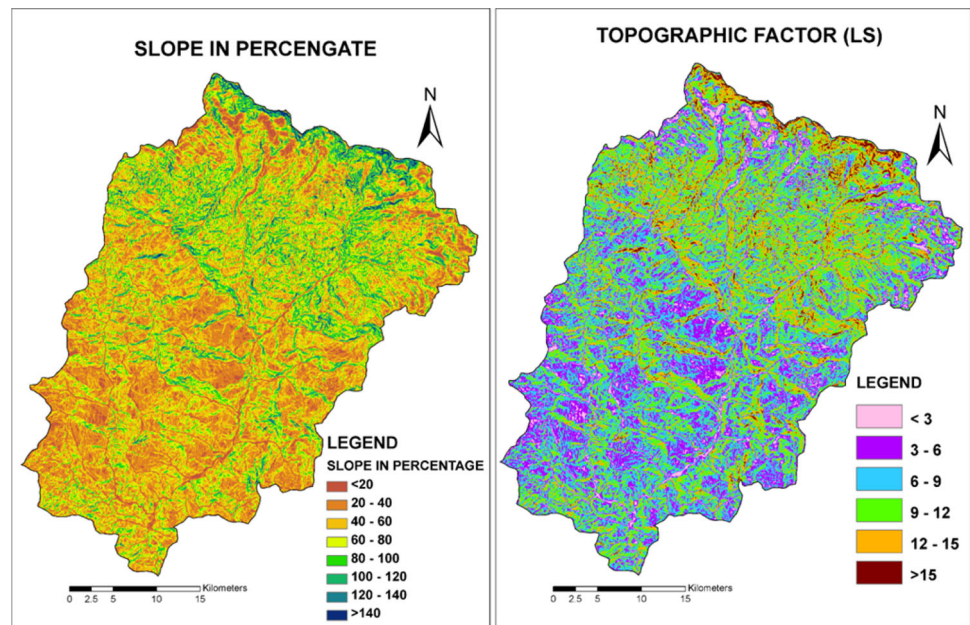 SLOPE IN PERCENGATE
N
LEGEND
SLOPE IN PERCENTAGE
<20
20 - 40
40 - 60
60 - 80
80 - 100
100 - 120
120 - 140
>140
Kilometers
0 2.5 5 10 15
TOPOGRAPHIC FACTOR (LS)
N
LEGEND
< 3
3 - 6
6 - 9
9 - 12
12 - 15
>15
Kilometers
0 2.5 5 10 15